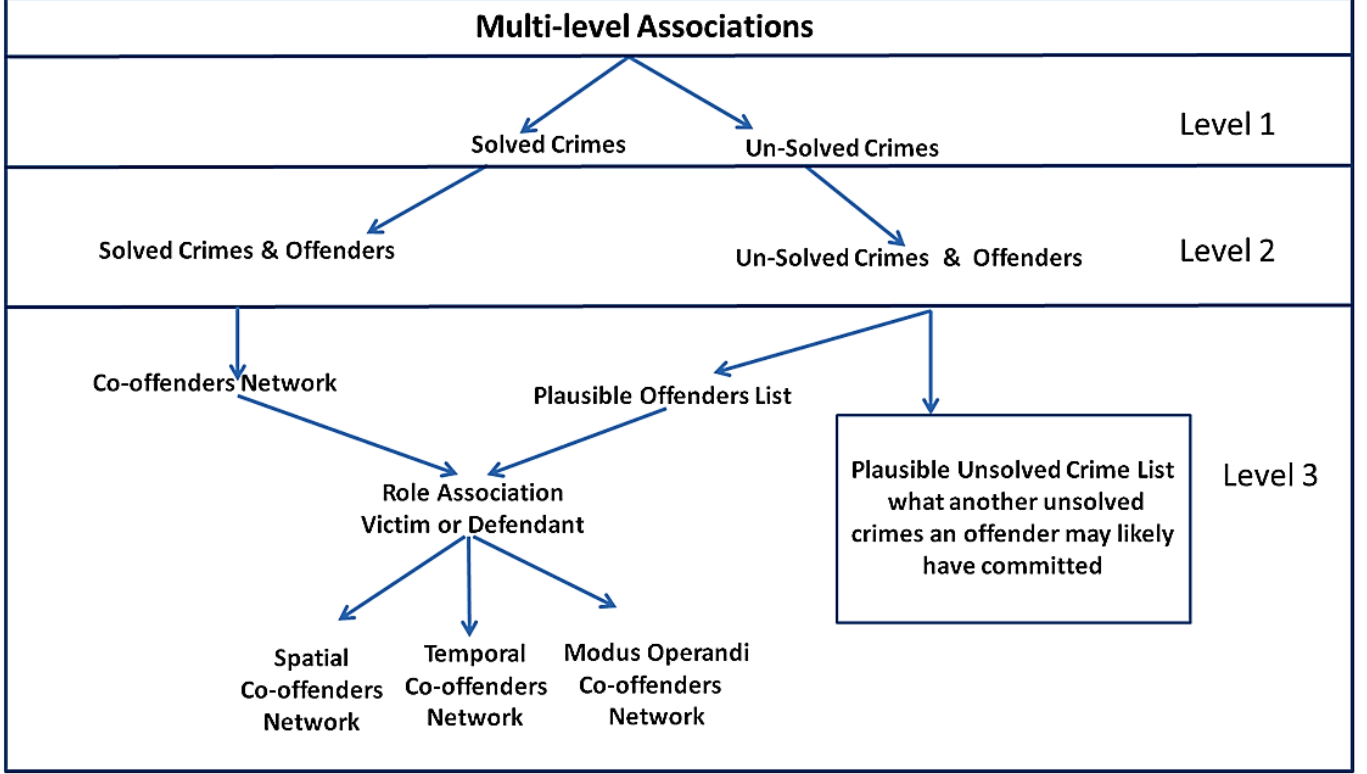 Multi-level Associations
Solved Crimes
Un-Solved Crimes
Level 1
Solved Crimes & Offenders
Un-Solved Crimes & Offenders
Level 2
Co-offenders Network
Plausible Offenders List
Plausible Unsolved Crime List
what another unsolved
crimes an offender may likely
have committed
Level 3
Role Association
Victim or Defendant
Spatial
Co-offenders
Network
Temporal
Co-offenders
Network
Modus Operandi
Co-offenders
Network